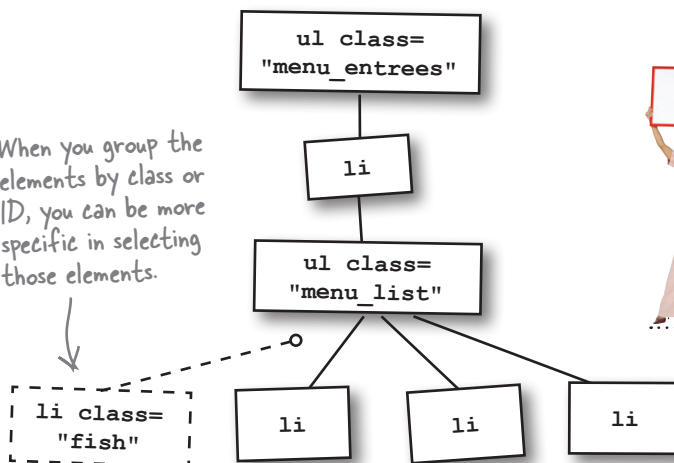 ul class=
"menu_entrees"
When you group the
elements by class or
ID, you can be more
specific in selecting
those elements.
li
ul class=
"menu_list"
li class=
"fish"
li
li
li